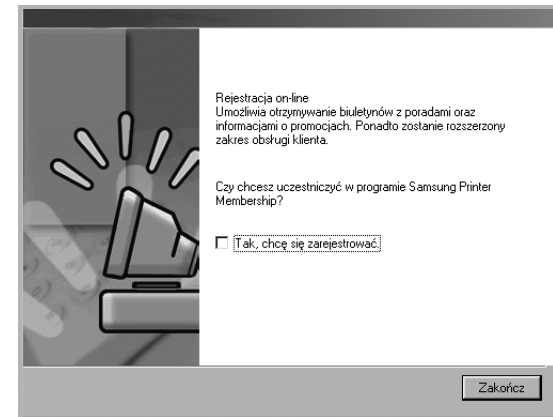 Rejestracja on-line
Umożliwia otrzymywanie biuletynów z poradami oraz
informacjami o promocjach. Ponadto zostanie rozszerzony
zakres obsługi klienta.
Czy chcesz uczestniczyć w programie Samsung Printer
Membership?
Tak, chcę się zarejestrować.
Zakończ